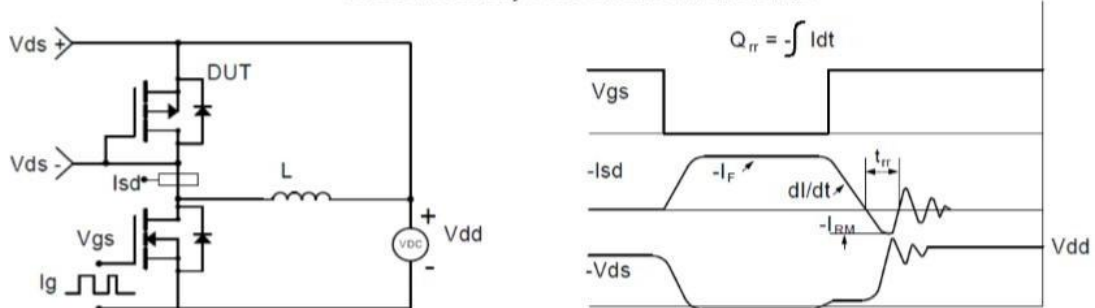 Vds +
DUT
Vds -
Isd
L
Vgs
Ig
+
VDC
-
Vdd
Qrr = -∫ Idt
Vgs
-Isd
-IF
dI/dt
trr
-IRM
-Vds
Vdd